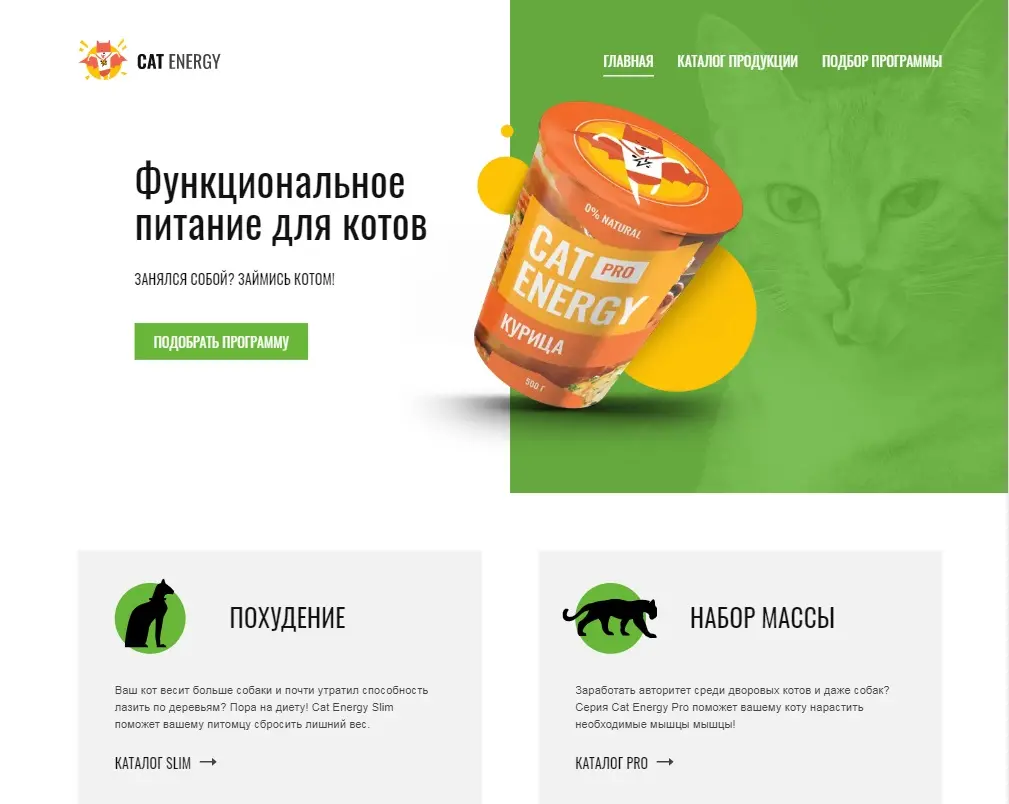 CAT ENERGY
ГЛАВНАЯ КАТАЛОГ ПРОДУКЦИИ ПОДБОР ПРОГРАММЫ
Функциональное
питание для котов
ЗАНЯЛСЯ СОБОЙ? ЗАЙМИСЬ КОТОМ!
ПОДОБРАТЬ ПРОГРАММУ
0% NATURAL
CAT PRO
ENERGY
КУРИЦА
500 Г
ПОХУДЕНИЕ
Ваш кот весит больше собаки и почти утратил способность
лазить по деревьям? Пора на диету! Cat Energy Slim
поможет вашему питомцу сбросить лишний вес.
КАТАЛОГ SLIM
НАБОР МАССЫ
Заработать авторитет среди дворовых котов и даже собак?
Серия Cat Energy Pro поможет вашему коту нарастить
необходимые мышцы мышцы!
КАТАЛОГ PRO